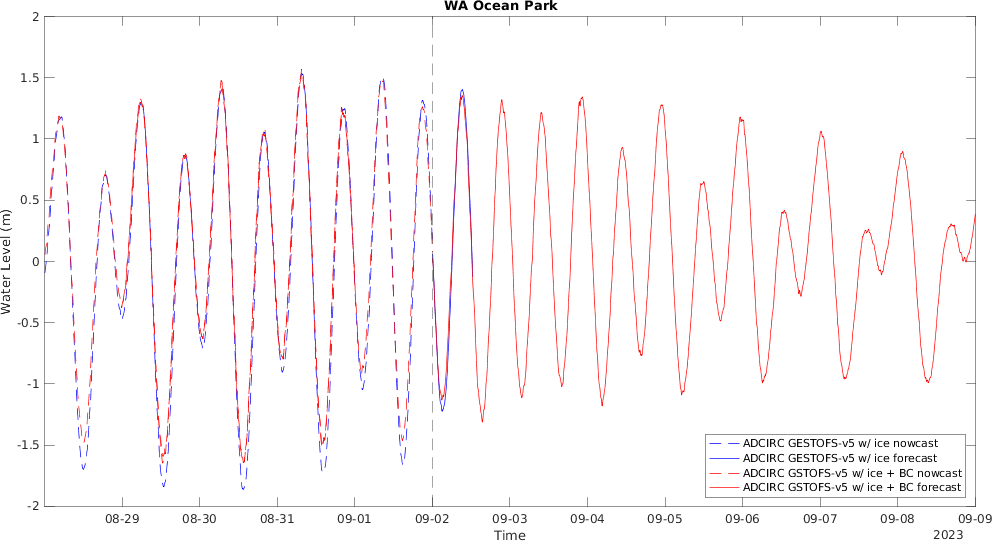 WA Ocean Park
2
1.5
1
0.5
0
-0.5
-1
-1.5
-2
Water Level (m)
08-29 08-30 08-31 09-01 09-02 09-03 09-04 09-05 09-06 09-07 09-08 09-09
Time
2023
ADCIRC GESTOFS-v5 w/ ice nowcast
ADCIRC GESTOFS-v5 w/ ice forecast
ADCIRC GSTOFS-v5 w/ ice + BC nowcast
ADCIRC GSTOFS-v5 w/ ice + BC forecast